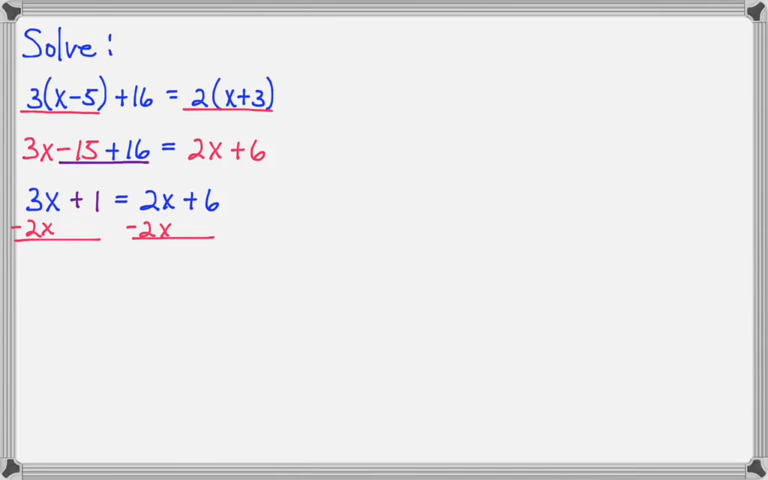 Solve:
3(x-5)+16 = 2(x+3)
3x-15+16 = 2x+6
3x+1 = 2x+6
-2x -2x